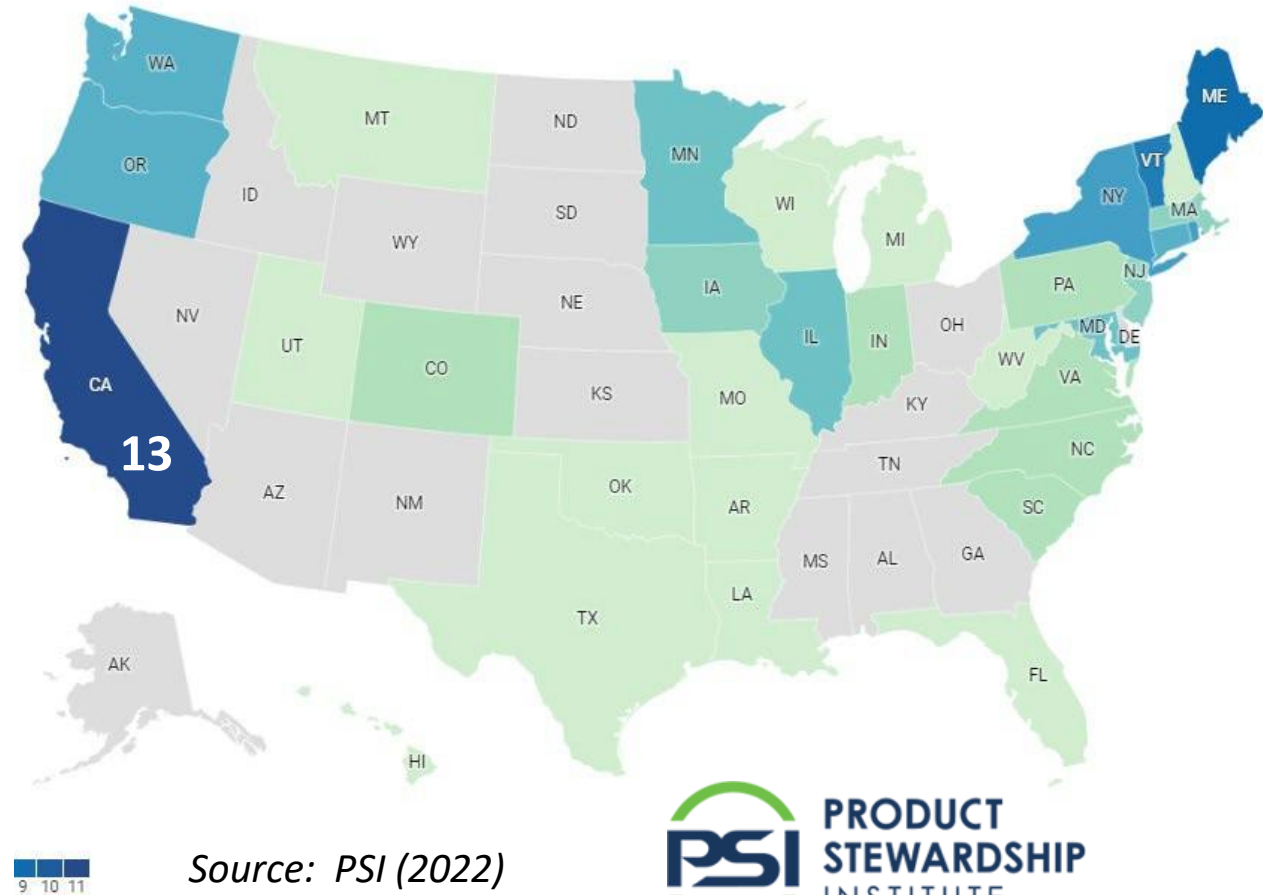 WA
MT
ND
MN
ME
VT
OR
ID
SD
WI
NY
MA
WY
MI
IA
NE
PA
NJ
NV
UT
CO
IL
IN
OH
MD
DE
WV
VA
CA
KS
MO
KY
13
NC
TN
AZ
NM
OK
AR
SC
MS
AL
GA
LA
TX
AK
FL
HI
PSI
PRODUCT
STEWARDSHIP
INSTITUTE
9 10 11
Source: PSI (2022)